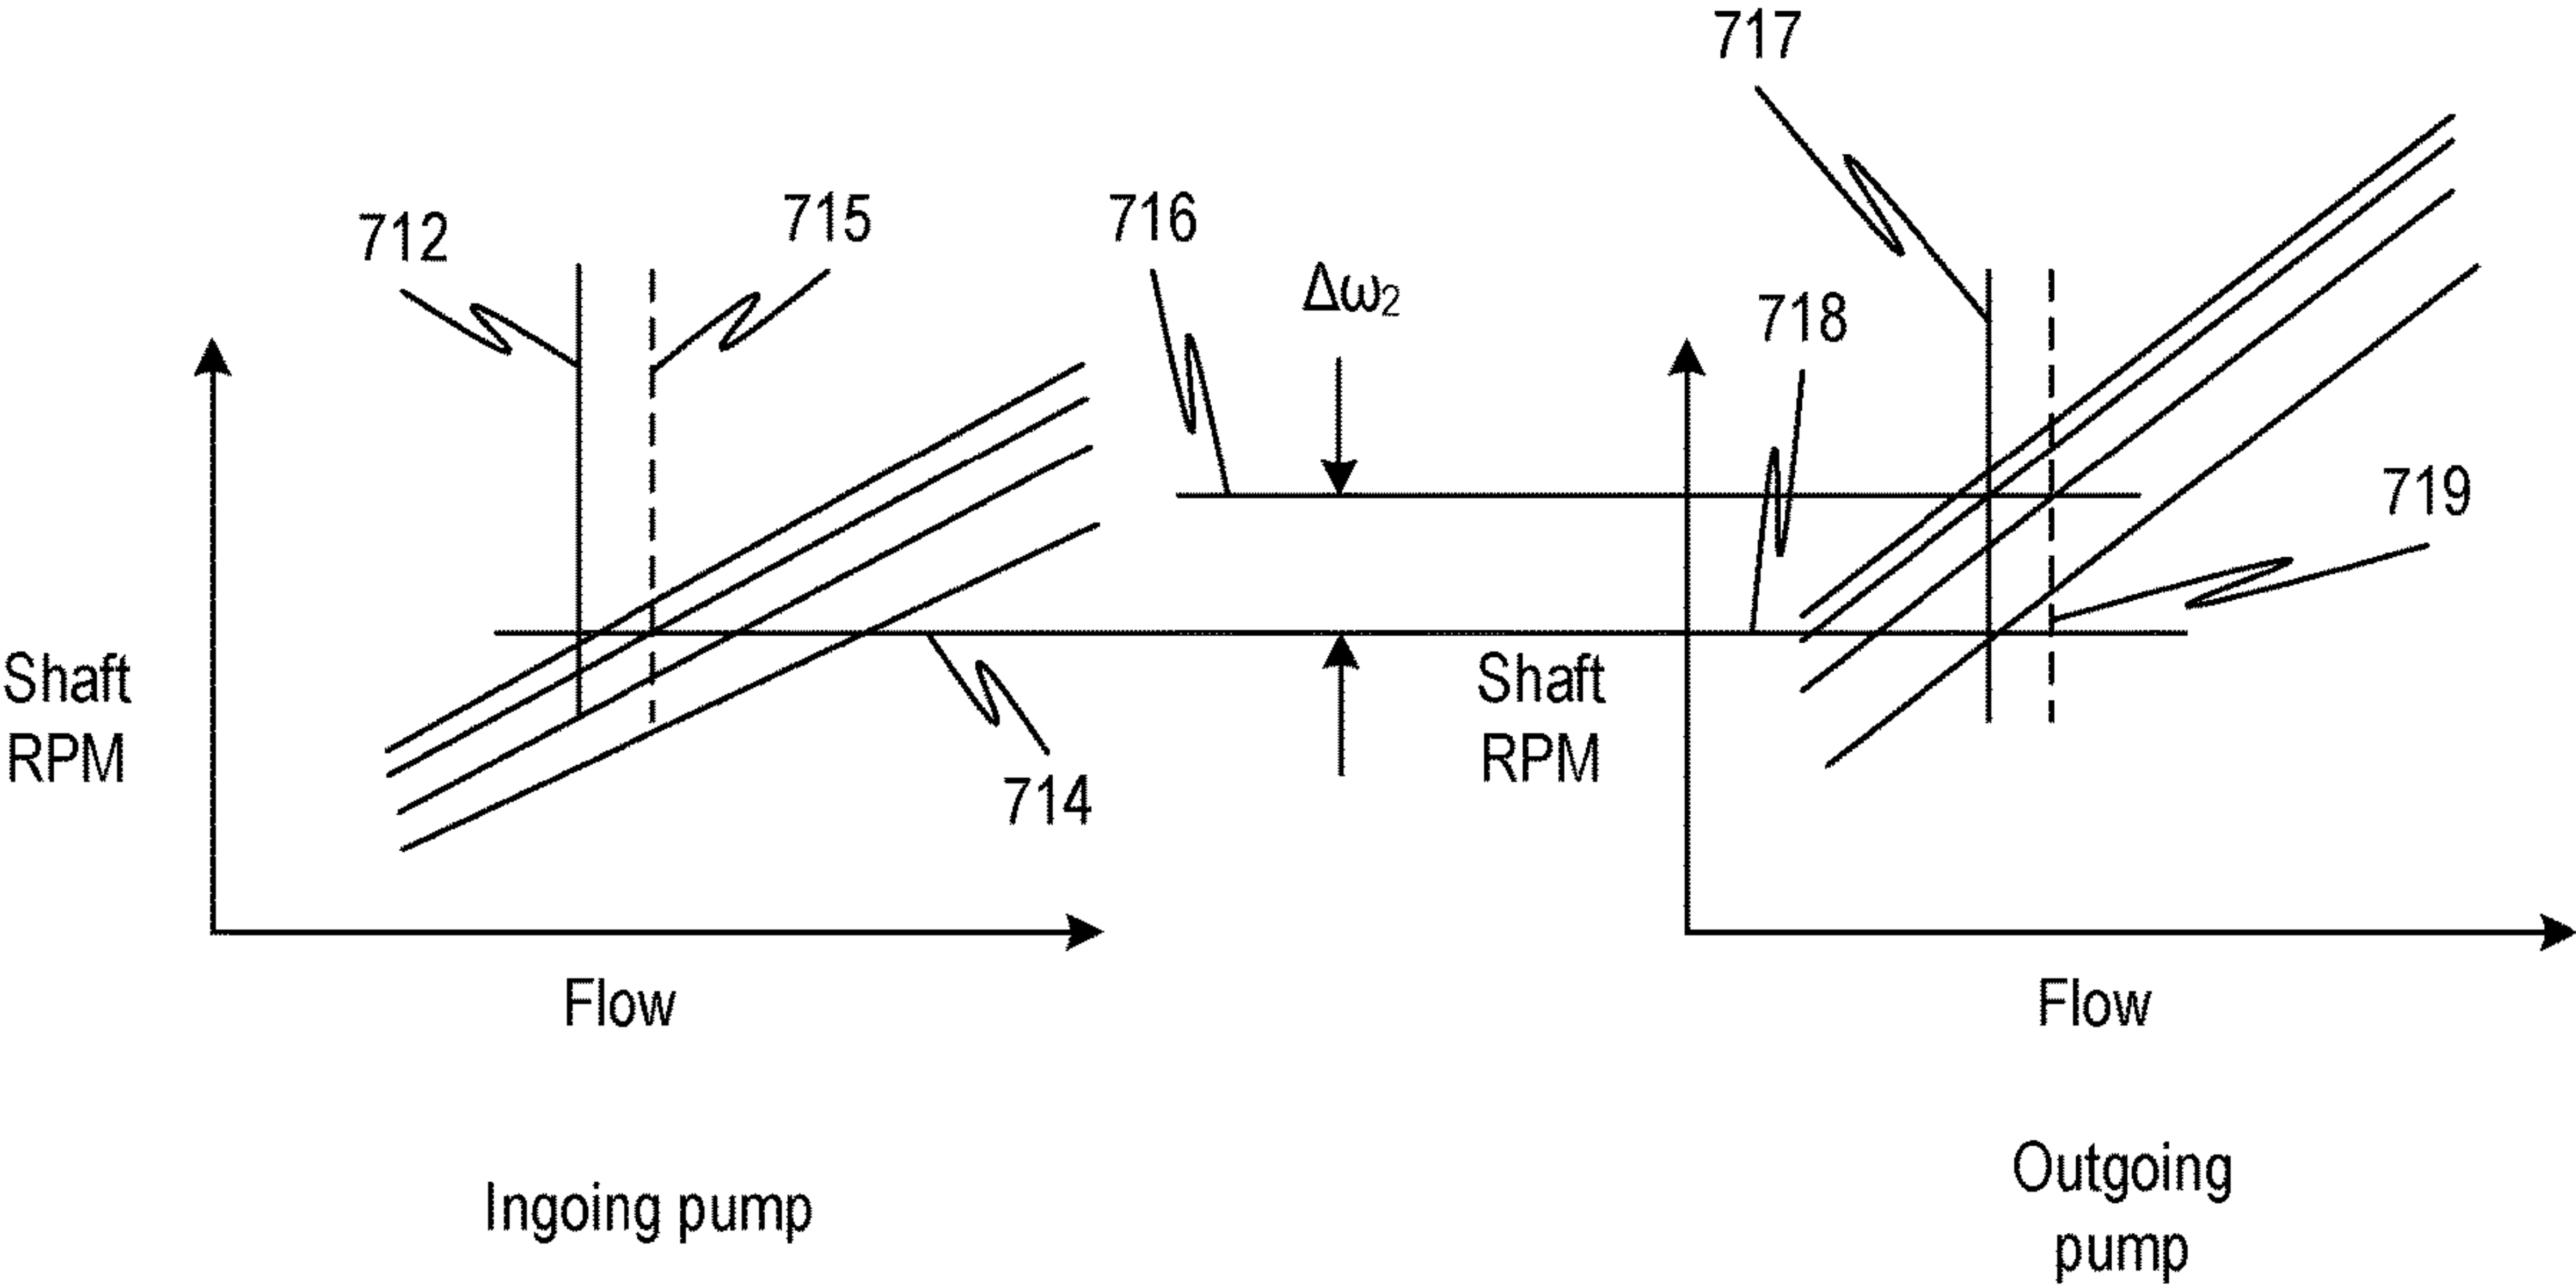 717
712
715
716
Δω₂
718
719
Shaft
RPM
714
Shaft
RPM
Flow
Flow
Ingoing pump
Outgoing
pump